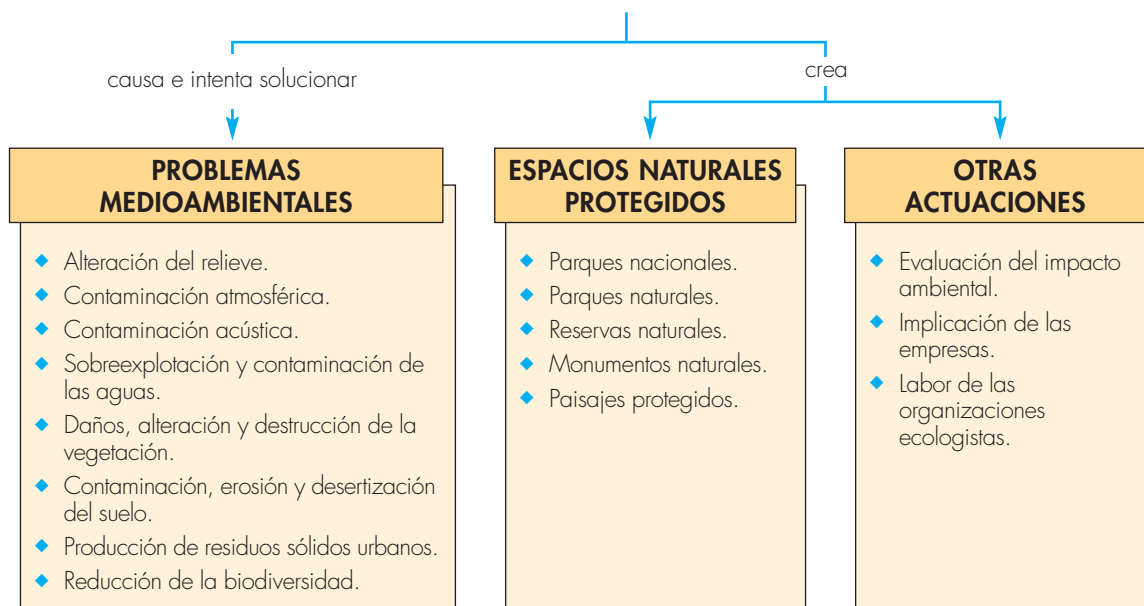 causa e intenta solucionar
crea
PROBLEMAS
MEDIOAMBIENTALES
Alteración del relieve.
Contaminación atmosférica.
Contaminación acústica.
Sobreexplotación y contaminación de
las aguas.
Daños, alteración y destrucción de la
vegetación.
Contaminación, erosión y desertización
del suelo.
Producción de residuos sólidos urbanos.
Reducción de la biodiversidad.
ESPACIOS NATURALES
PROTEGIDOS
Parques nacionales.
Parques naturales.
Reservas naturales.
Monumentos naturales.
Paisajes protegidos.
OTRAS
ACTUACIONES
Evaluación del impacto
ambiental.
Implicación de las
empresas.
Labor de las
organizaciones
ecologistas.